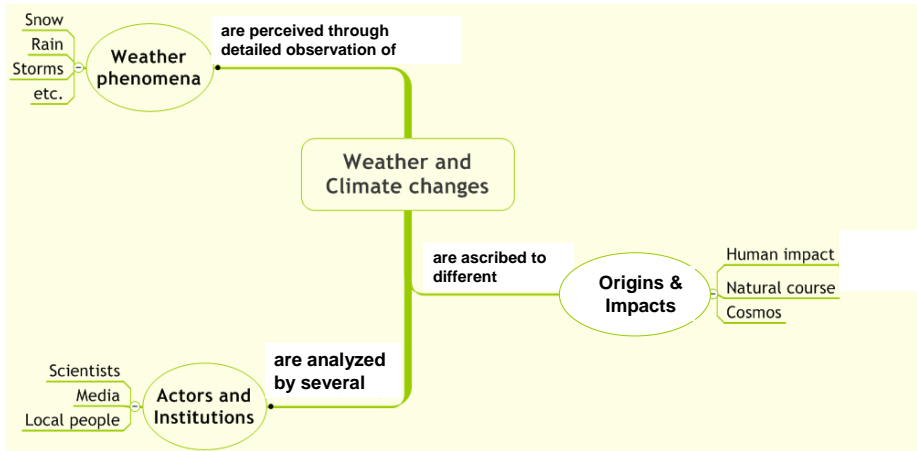 Snow
Rain
Storms
etc.
Weather
phenomena
are perceived through
detailed observation of
Weather and
Climate changes
are ascribed to
different
Origins &
Impacts
Human impact
Natural course
Cosmos
are analyzed
by several
Actors and
Institutions
Scientists
Media
Local people